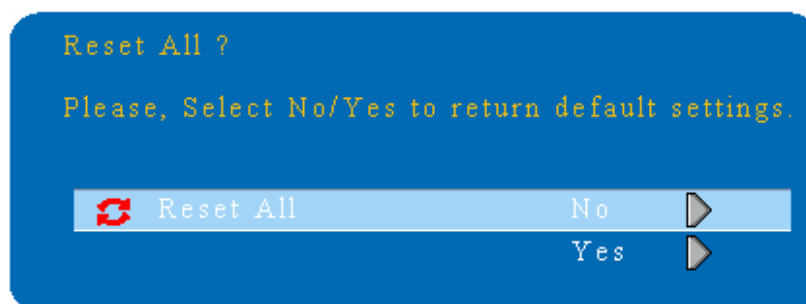 Reset All ?
Please, Select No/Yes to return default settings.
Reset All No
Yes